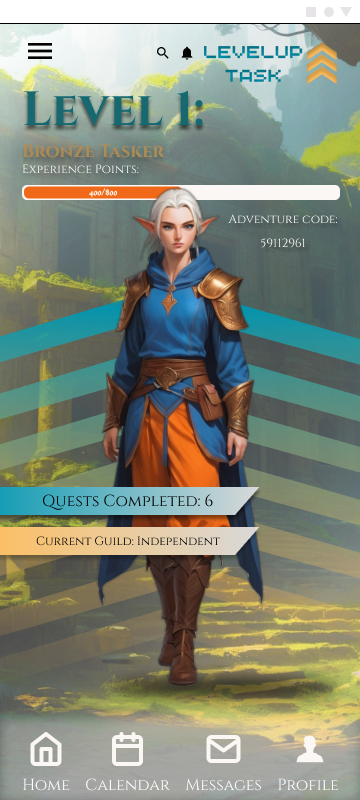 LEVELUP
TASK
Level 1:
Bronze Tasker
Experience Points:
400/800
Adventure code:
59112961
Quests Completed: 6
Current Guild: Independent
Home Calendar Messages Profile